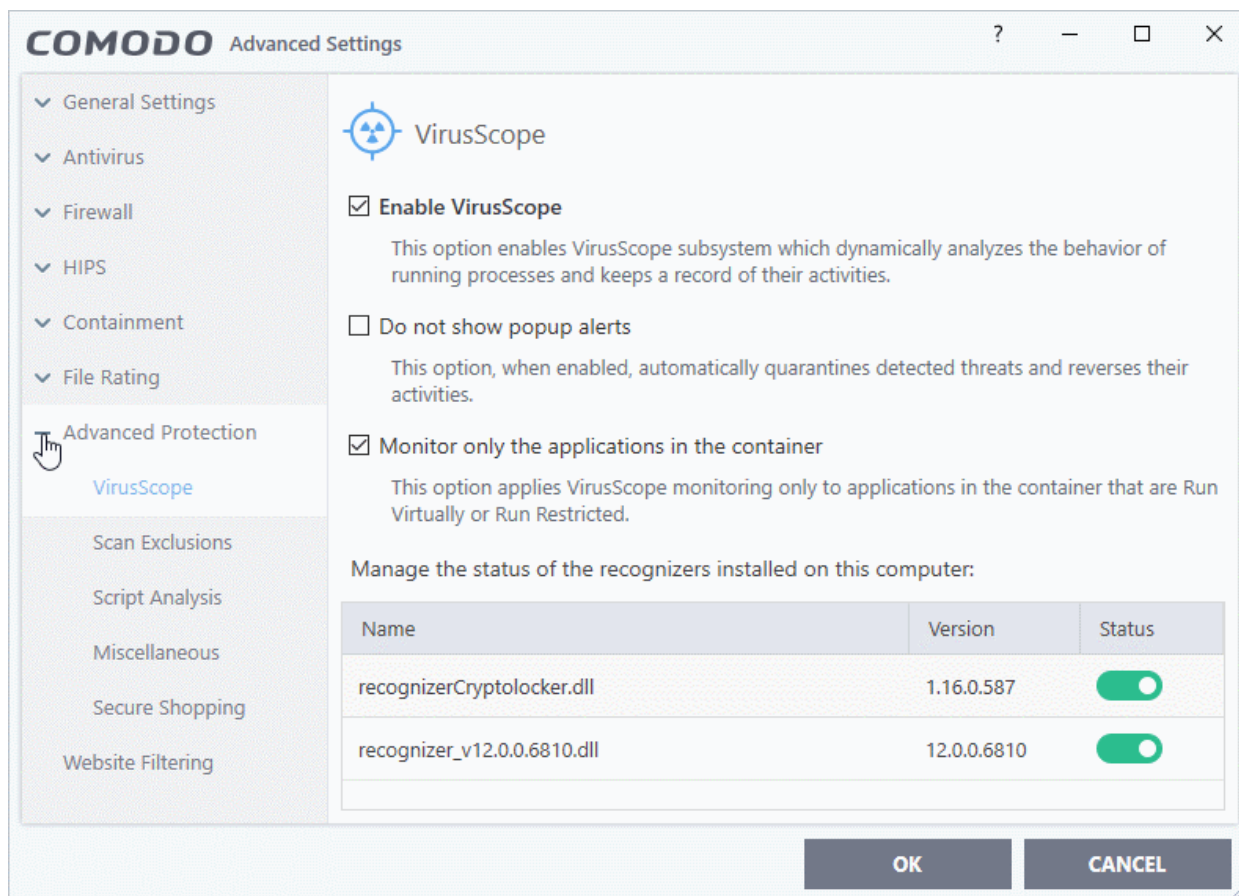 COMODO Advanced Settings ?
General Settings
Antivirus
Firewall
HIPS
Containment
File Rating
Advanced Protection
VirusScope
Scan Exclusions
Script Analysis
Miscellaneous
Secure Shopping
Website Filtering
VirusScope
Enable VirusScope
This option enables VirusScope subsystem which dynamically analyzes the behavior of
running processes and keeps a record of their activities.
Do not show popup alerts
This option, when enabled, automatically quarantines detected threats and reverses their
activities.
Monitor only the applications in the container
This option applies VirusScope monitoring only to applications in the container that are Run
Virtually or Run Restricted.
Manage the status of the recognizers installed on this computer:
Name Version Status
recognizerCryptolocker.dll 1.16.0.587
recognizer_v12.0.0.6810.dll 12.0.0.6810
OK CANCEL